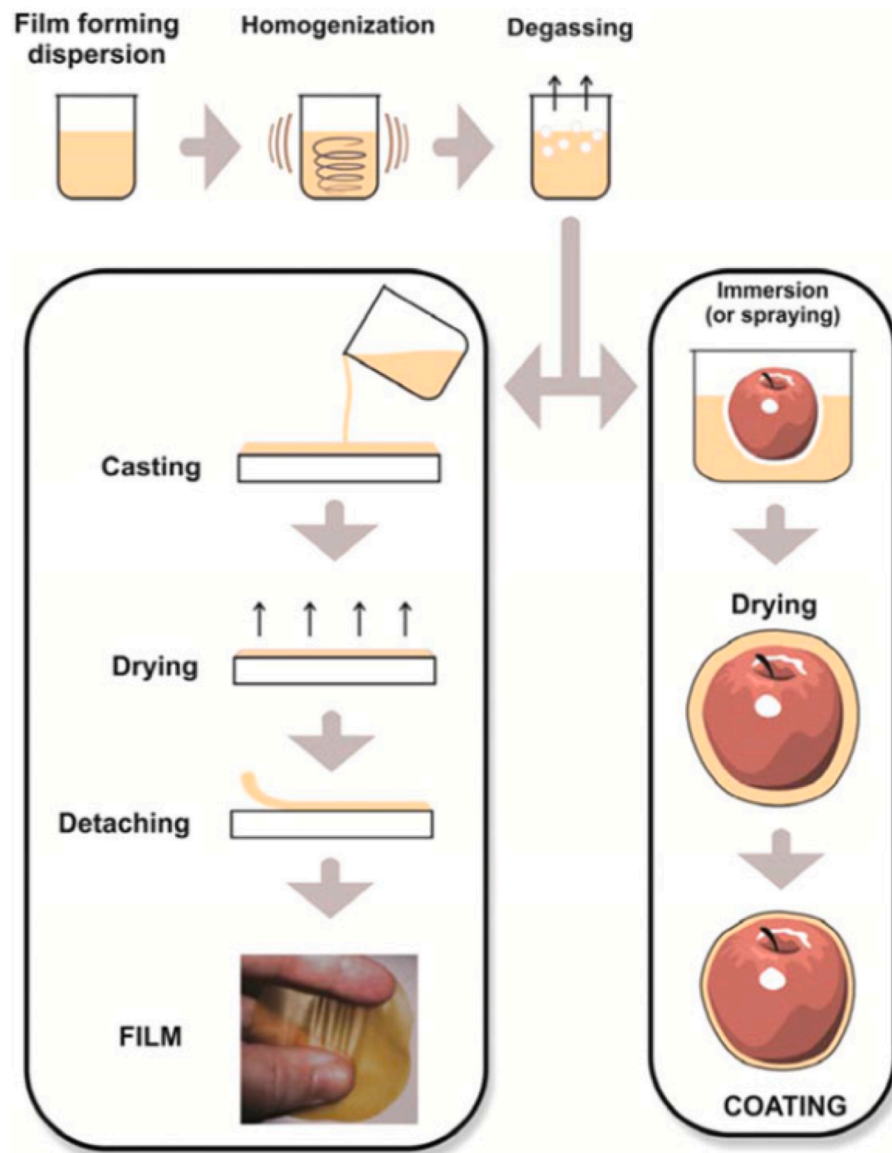 Film forming
dispersion
Homogenization
Degassing
Casting
Drying
Detaching
FILM
Immersion
(or spraying)
Drying
COATING